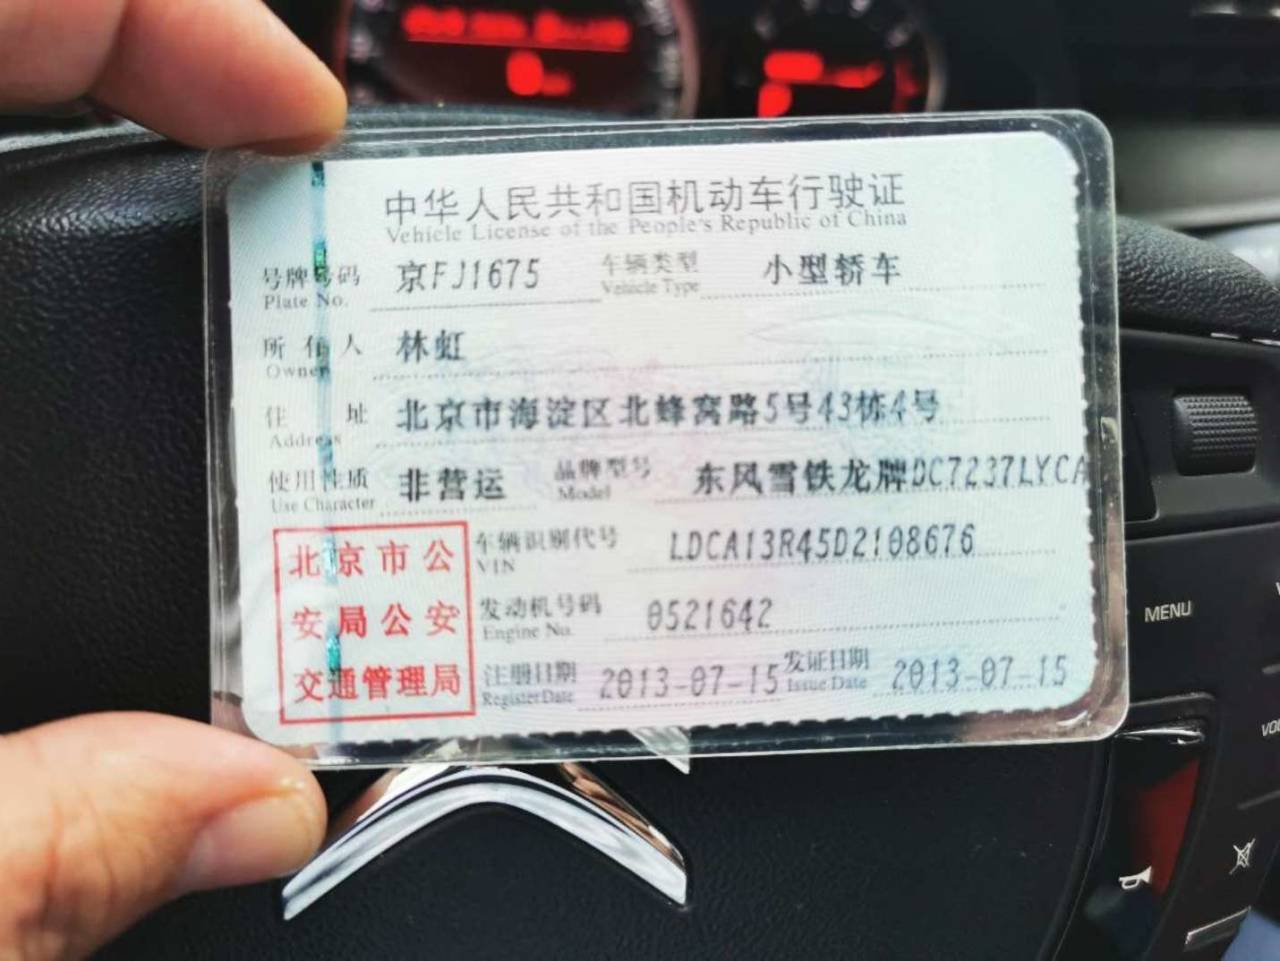 中华人民共和国机动车行驶证
Vehicle License of the People's Republic of China
号牌号码 京FJ1675 车辆类型 小型轿车
Plate No. Vehicle Type
所有人 林虹
Owner
住址 北京市海淀区北蜂窝路5号43栋4号
Address
使用性质 非营运 品牌型号 东风雪铁龙牌DC7237LYCA
Use Character Model
北京市公
安局公安
交通管理局
车辆识别代号 LDCA13R45D2108676
VIN
发动机号码 0521642
Engine No.
注册日期 2013-07-15 发证日期 2013-07-15
Register Date Issue Date
MENU